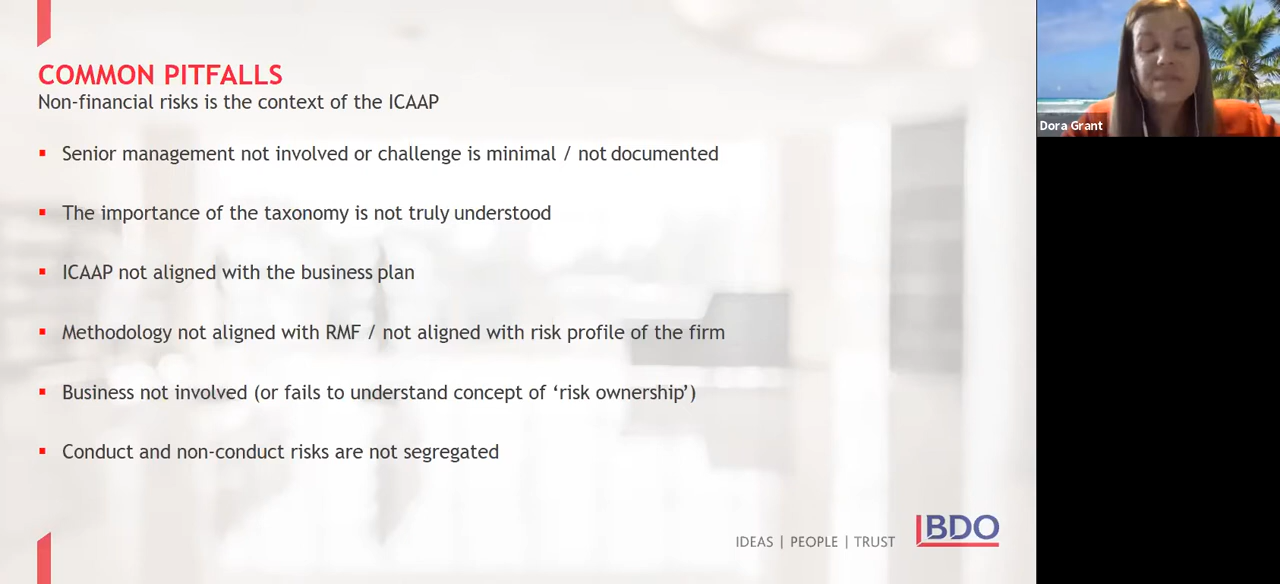 COMMON PITFALLS
Non-financial risks is the context of the ICAAP
Senior management not involved or challenge is minimal / not documented
The importance of the taxonomy is not truly understood
ICAAP not aligned with the business plan
Methodology not aligned with RMF / not aligned with risk profile of the firm
Business not involved (or fails to understand concept of ‘risk ownership’)
Conduct and non-conduct risks are not segregated
IDEAS | PEOPLE | TRUST
BDO
Dora Grant